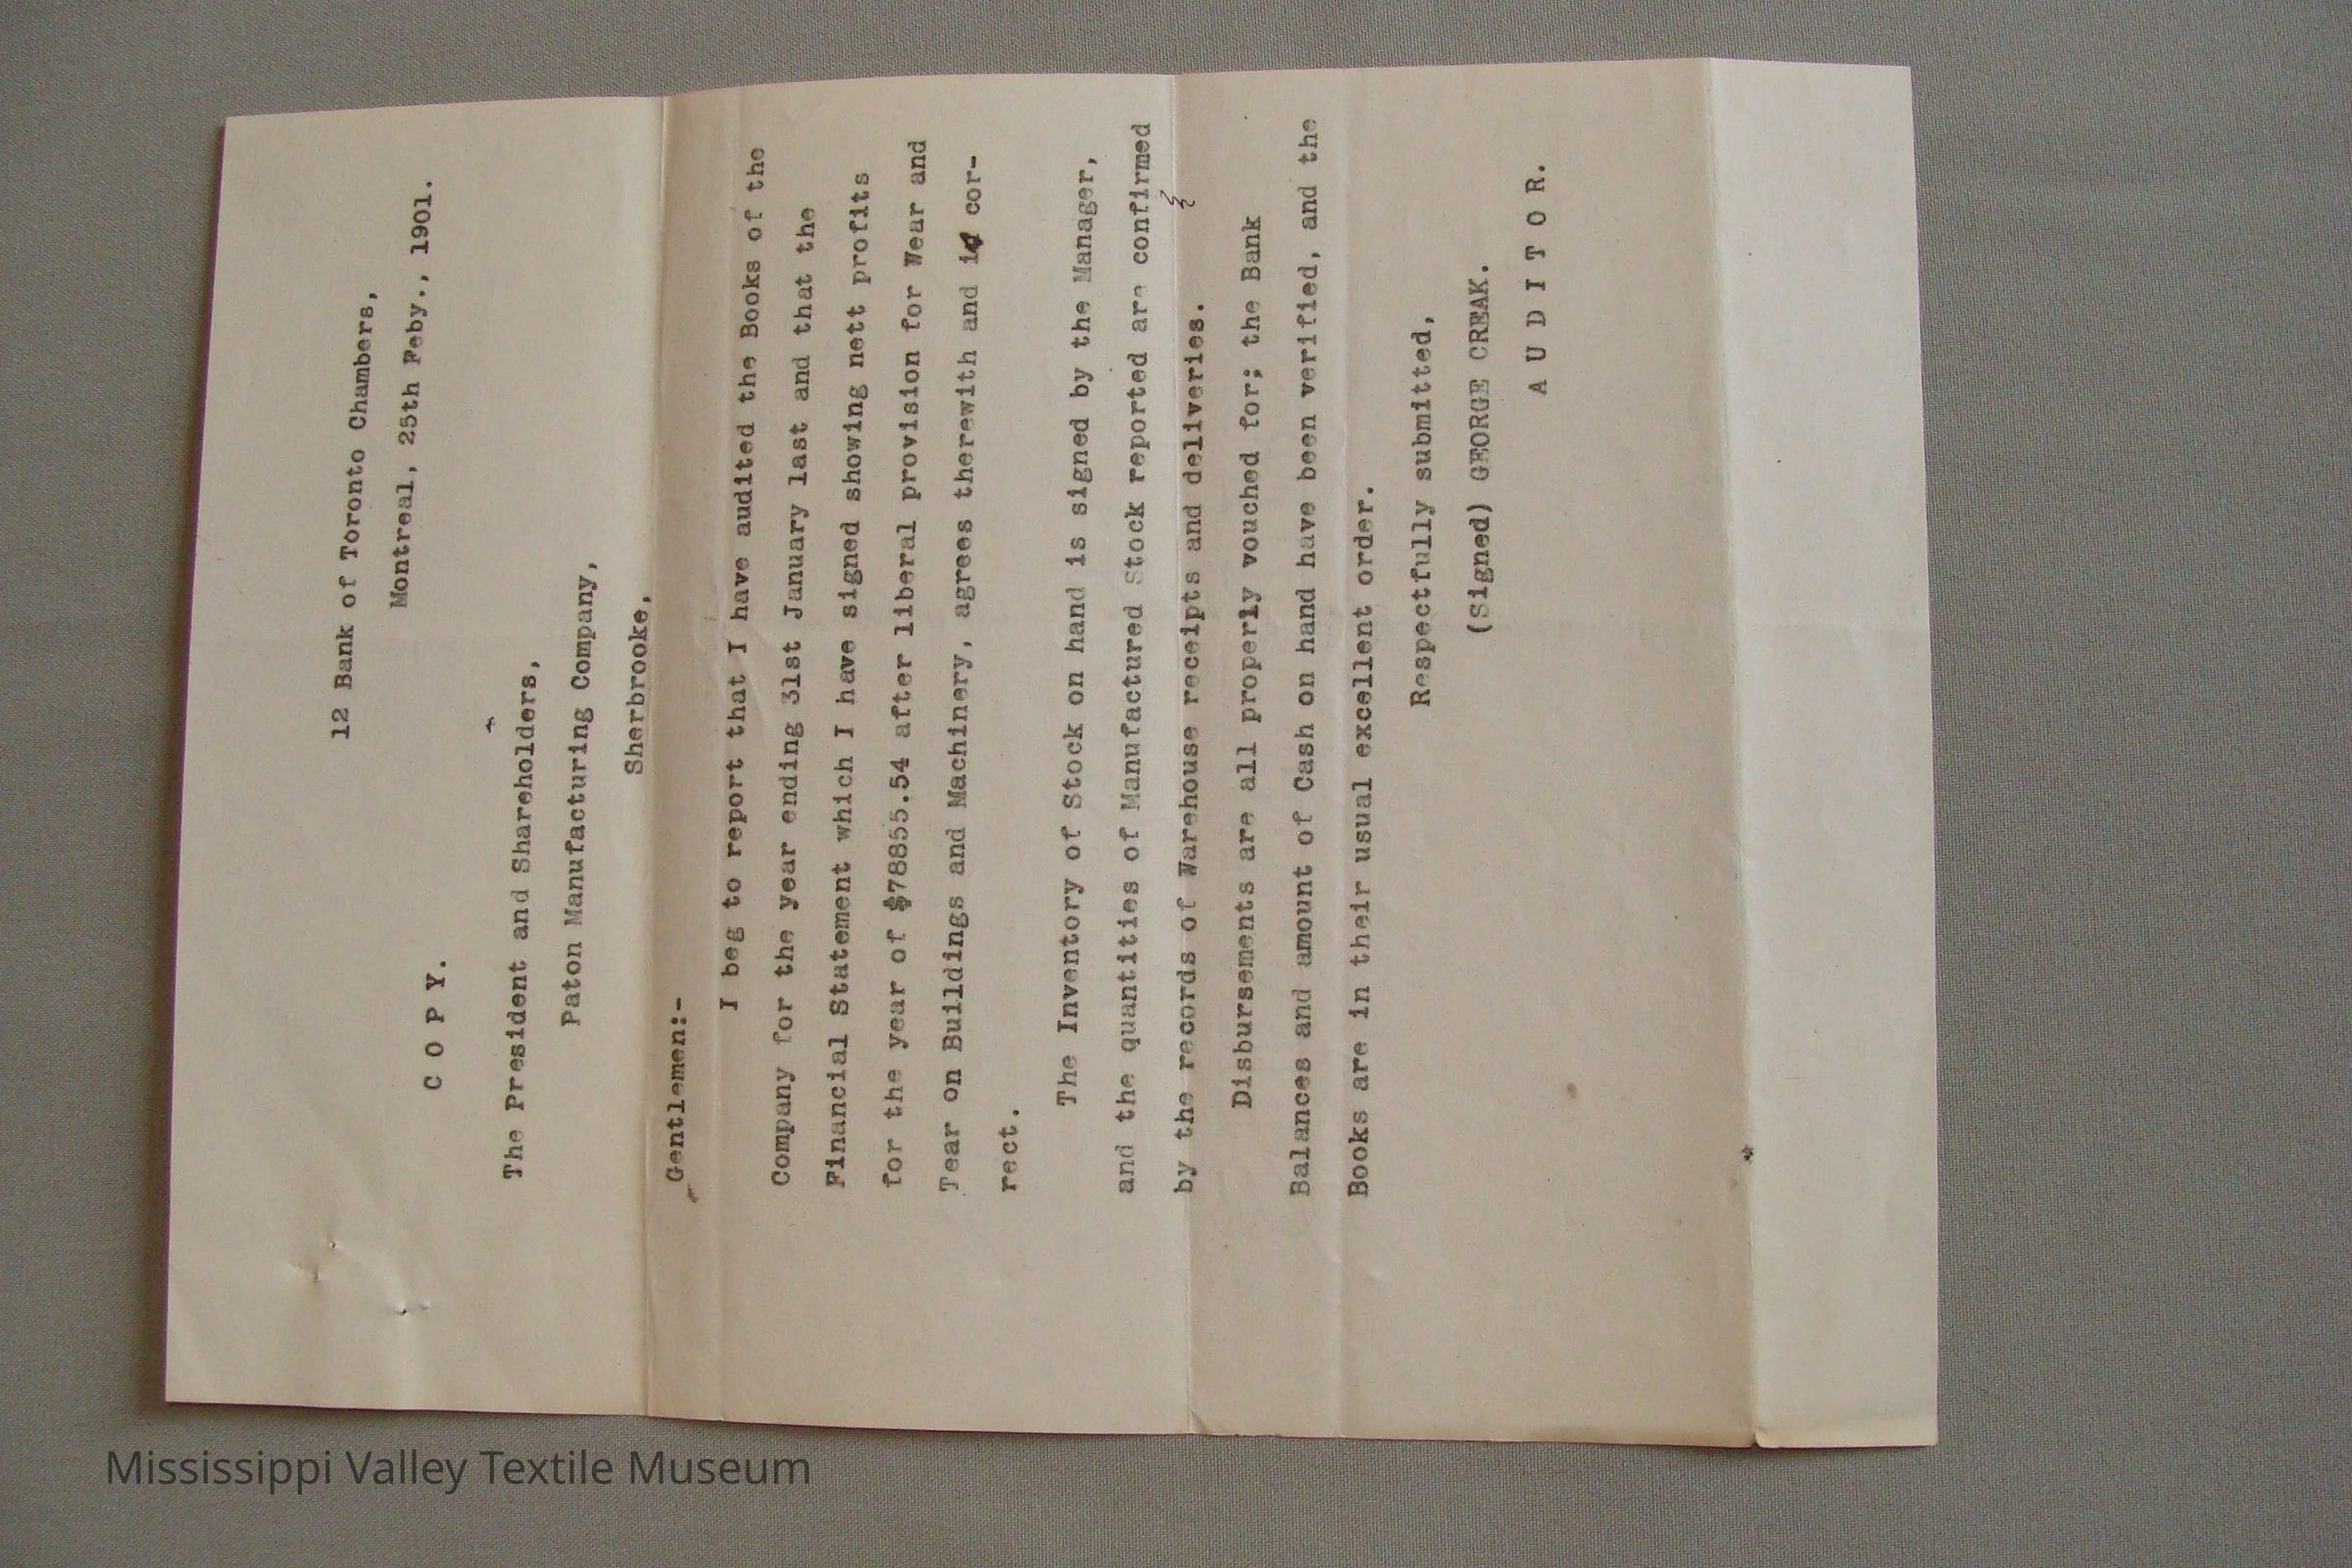 12 Bank of Toronto Chambers,
Montreal, 25th Feby., 1901.
C O P Y.
The President and Shareholders,
Paton Manufacturing Company,
Sherbrooke,
Gentlemen:-
I beg to report that I have audited the Books of the
Company for the year ending 31st January last and that the
Financial Statement which I have signed showing nett profits
for the year of $78855.54 after liberal provision for Wear and
Tear on Buildings and Machinery, agrees therewith and is cor-
rect.
The Inventory of Stock on hand is signed by the Manager,
and the quantities of Manufactured Stock reported are confirmed
by the records of Warehouse receipts and deliveries.
Disbursements are all properly vouched for; the Bank
Balances and amount of Cash on hand have been verified, and the
Books are in their usual excellent order.
Respectfully submitted,
(Signed) GEORGE CREAK.
A U D I T O R.
Mississippi Valley Textile Museum